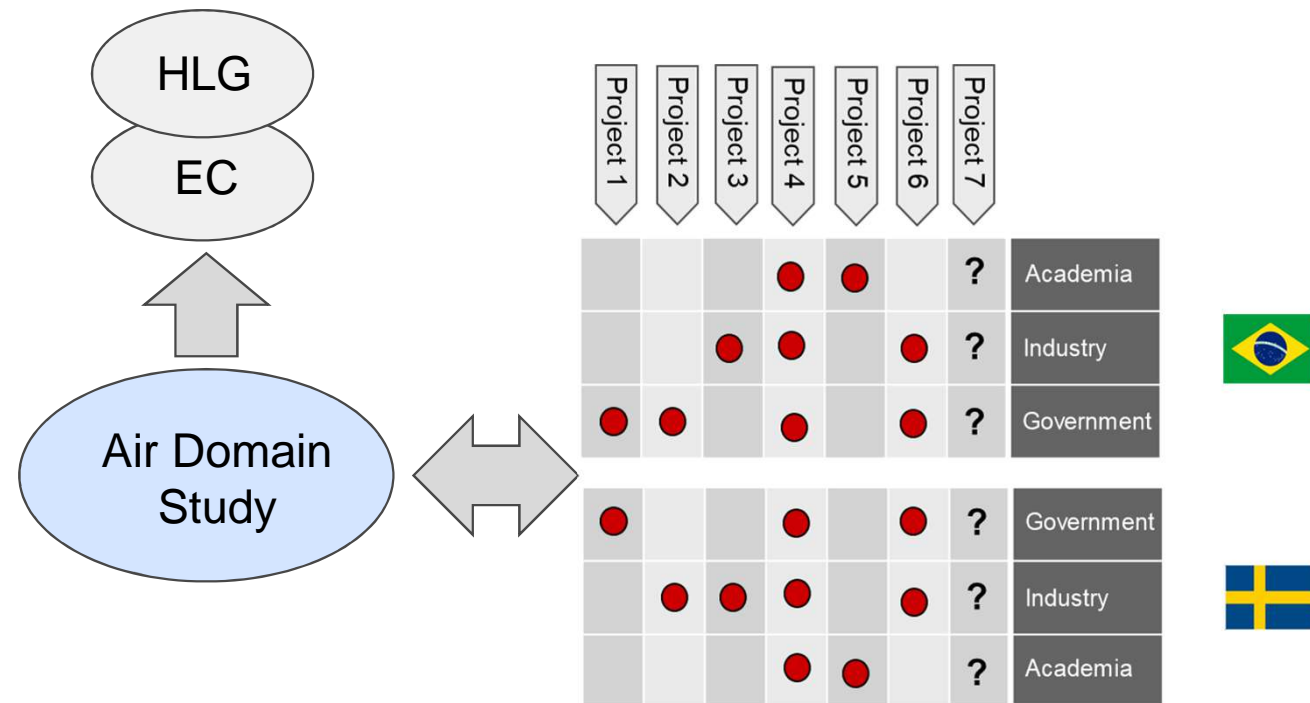 HLG
EC
Air Domain
Study
Project 1
Project 2
Project 3
Project 4
Project 5
Project 6
Project 7
? Academia
? Industry
? Government
? Government
? Industry
? Academia